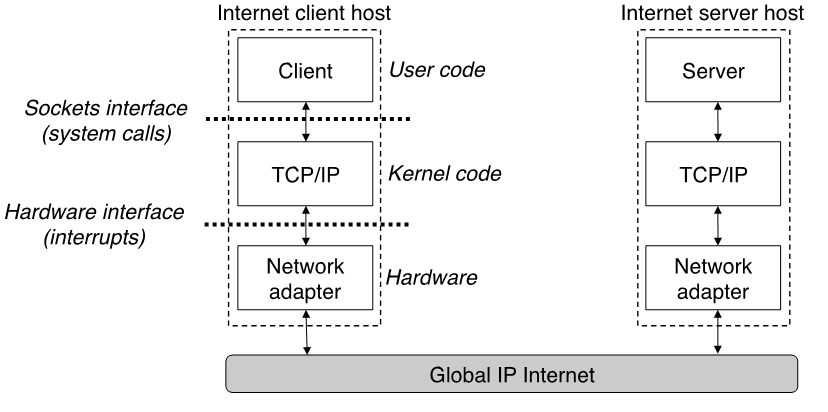 Internet client host
Internet server host
Client
User code
Server
Sockets interface
(system calls)
TCP/IP
Kernel code
TCP/IP
Hardware interface
(interrupts)
Network
adapter
Hardware
Network
adapter
Global IP Internet